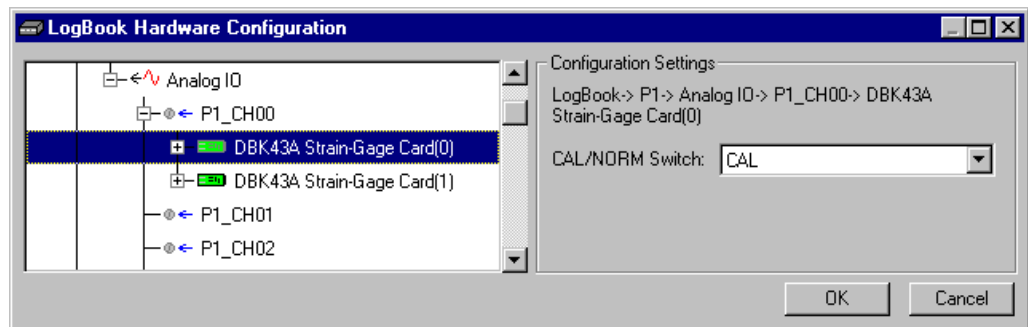 LogBook Hardware Configuration
Analog IO
P1_CH00
DBK43A Strain-Gage Card(0)
DBK43A Strain-Gage Card(1)
P1_CH01
P1_CH02
Configuration Settings
LogBook-> P1-> Analog IO-> P1_CH00-> DBK43A
Strain-Gage Card(0)
CAL/NORM Switch: CAL
OK Cancel